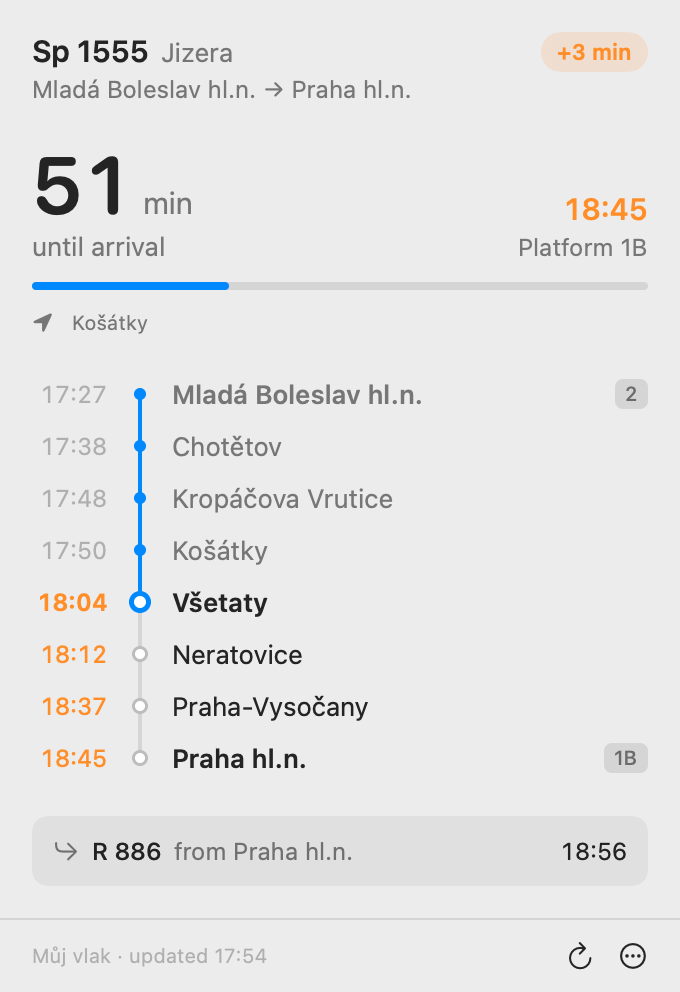 Sp 1555 Jizera +3 min
Mladá Boleslav hl.n. → Praha hl.n.
51 min 18:45
until arrival Platform 1B
Košátky
17:27 Mladá Boleslav hl.n. 2
17:38 Chotětov
17:48 Kropáčova Vrutice
17:50 Košátky
18:04 Všetaty
18:12 Neratovice
18:37 Praha-Vysočany
18:45 Praha hl.n. 1B
R 886 from Praha hl.n. 18:56
Můj vlak · updated 17:54